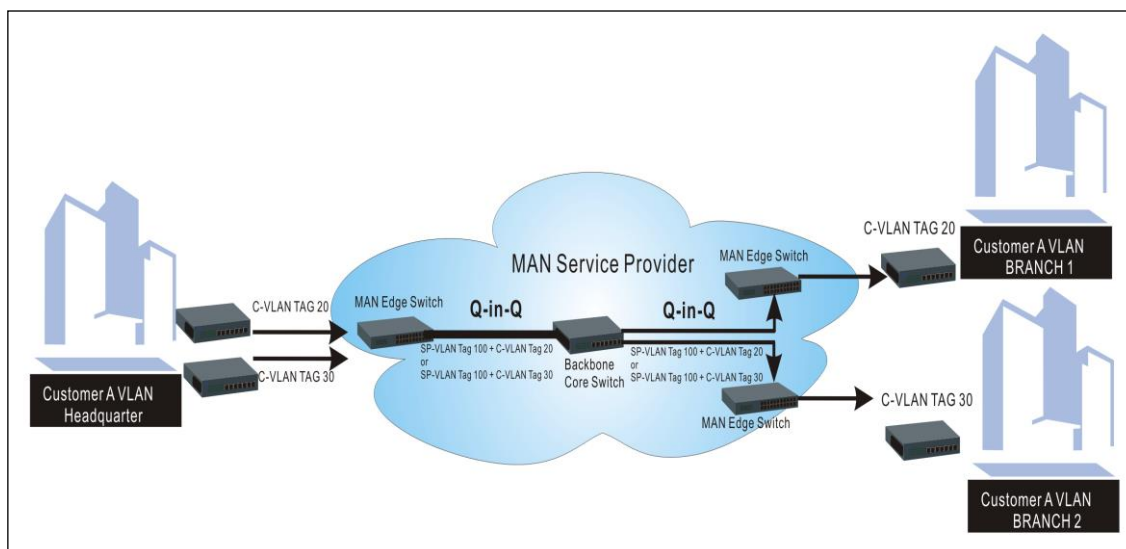 C-VLAN TAG 20
Customer A VLAN
BRANCH 1
MAN Edge Switch
MAN Service Provider
C-VLAN TAG 20
MAN Edge Switch
Q-in-Q
Q-in-Q
SP-VLAN Tag 100 + C-VLAN Tag 20
or
SP-VLAN Tag 100 + C-VLAN Tag 30
Backbone
Core Switch
SP-VLAN Tag 100 + C-VLAN Tag 20
or
SP-VLAN Tag 100 + C-VLAN Tag 30
C-VLAN TAG 30
Customer A VLAN
Headquarter
MAN Edge Switch
C-VLAN TAG 30
Customer A VLAN
BRANCH 2